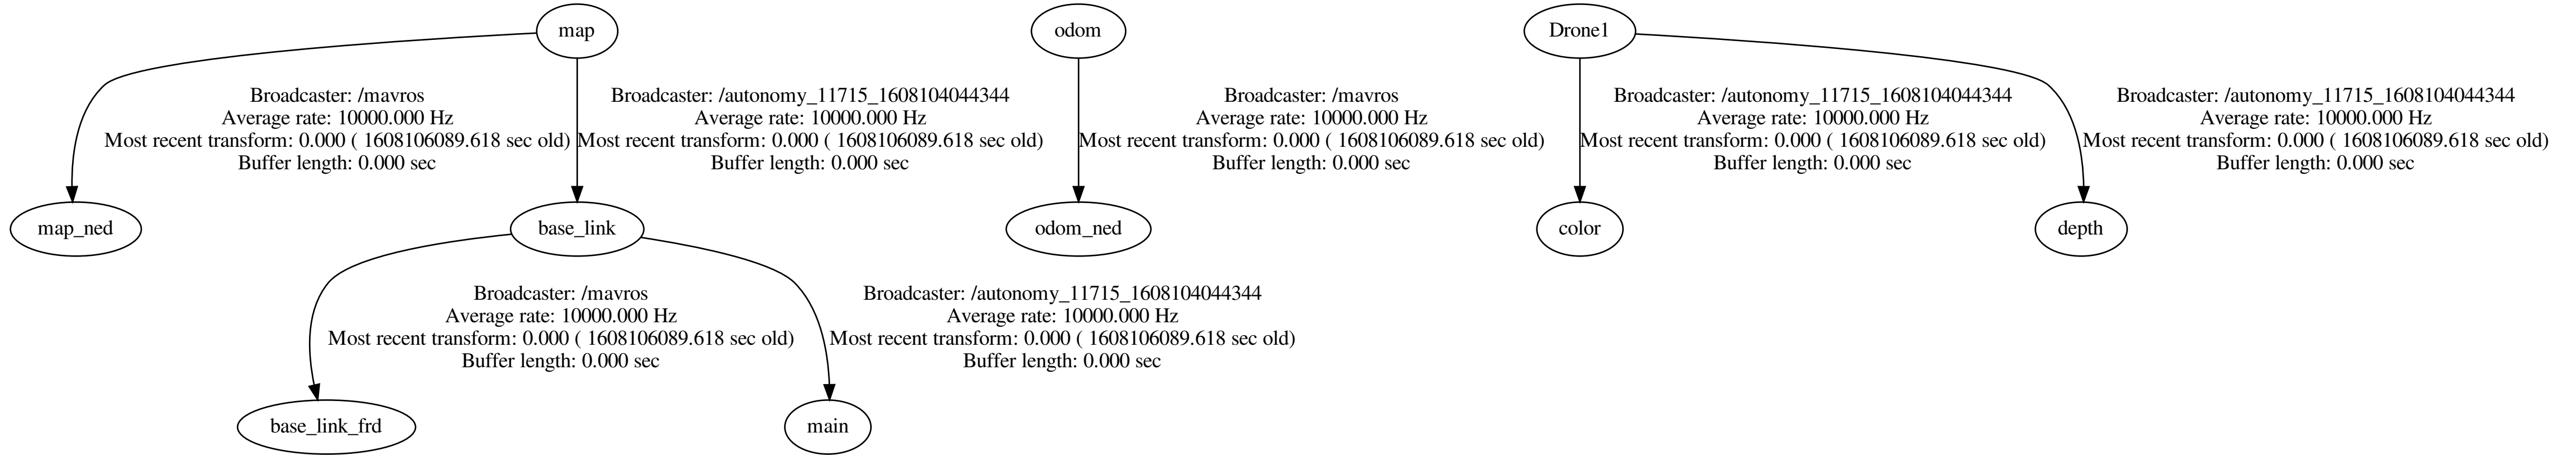 map
odom
Drone1
Broadcaster: /mavros
Average rate: 10000.000 Hz
Most recent transform: 0.000 ( 1608106089.618 sec old)
Buffer length: 0.000 sec
Broadcaster: /autonomy_11715_1608104044344
Average rate: 10000.000 Hz
Most recent transform: 0.000 ( 1608106089.618 sec old)
Buffer length: 0.000 sec
Broadcaster: /mavros
Average rate: 10000.000 Hz
Most recent transform: 0.000 ( 1608106089.618 sec old)
Buffer length: 0.000 sec
Broadcaster: /autonomy_11715_1608104044344
Average rate: 10000.000 Hz
Most recent transform: 0.000 ( 1608106089.618 sec old)
Buffer length: 0.000 sec
Broadcaster: /autonomy_11715_1608104044344
Average rate: 10000.000 Hz
Most recent transform: 0.000 ( 1608106089.618 sec old)
Buffer length: 0.000 sec
map_ned
base_link
odom_ned
color
depth
Broadcaster: /mavros
Average rate: 10000.000 Hz
Most recent transform: 0.000 ( 1608106089.618 sec old)
Buffer length: 0.000 sec
Broadcaster: /autonomy_11715_1608104044344
Average rate: 10000.000 Hz
Most recent transform: 0.000 ( 1608106089.618 sec old)
Buffer length: 0.000 sec
base_link_frd
main